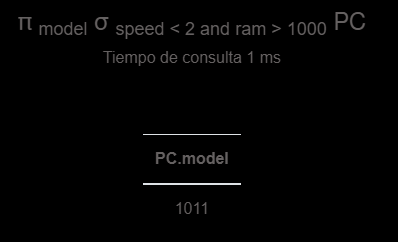 π model σ speed < 2 and ram > 1000 PC
Tiempo de consulta 1 ms
PC.model
1011